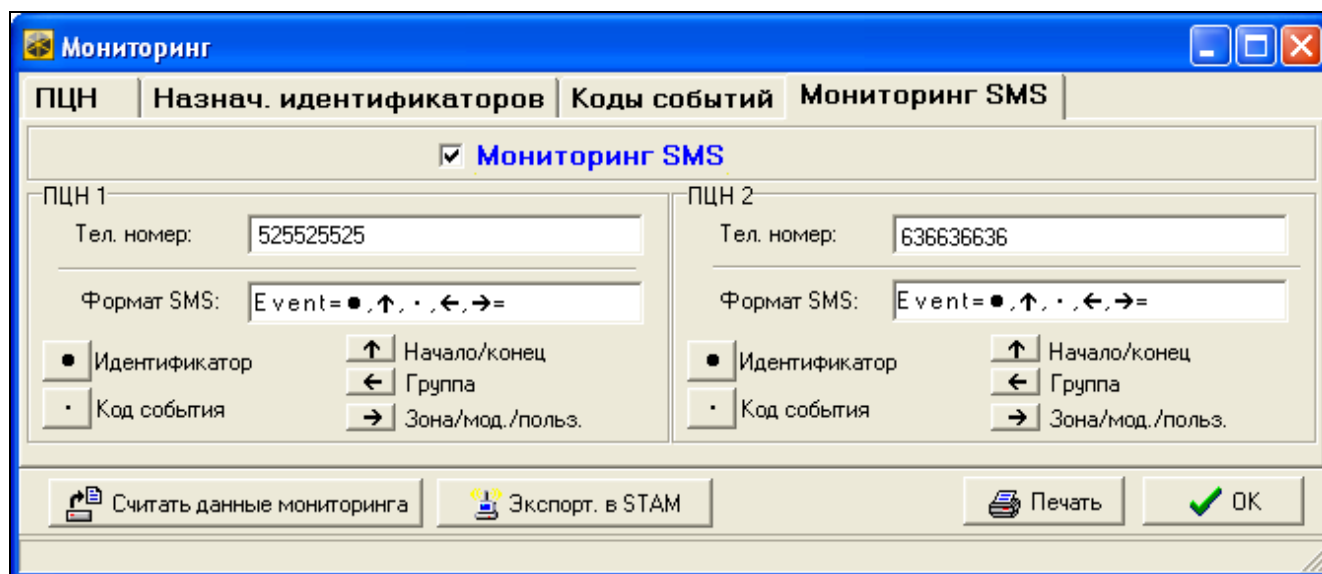 Мониторинг
ПЦН Назнач. идентификаторов Коды событий Мониторинг SMS
Мониторинг SMS
ПЦН 1
Тел. номер: 525525525
Формат SMS: Event=●,↑,·,←,→=
● Идентификатор
· Код события
↑ Начало/конец
← Группа
→ Зона/мод./польз.
ПЦН 2
Тел. номер: 636636636
Формат SMS: Event=●,↑,·,←,→=
● Идентификатор
· Код события
↑ Начало/конец
← Группа
→ Зона/мод./польз.
Считать данные мониторинга Экспорт. в STAM Печать OK